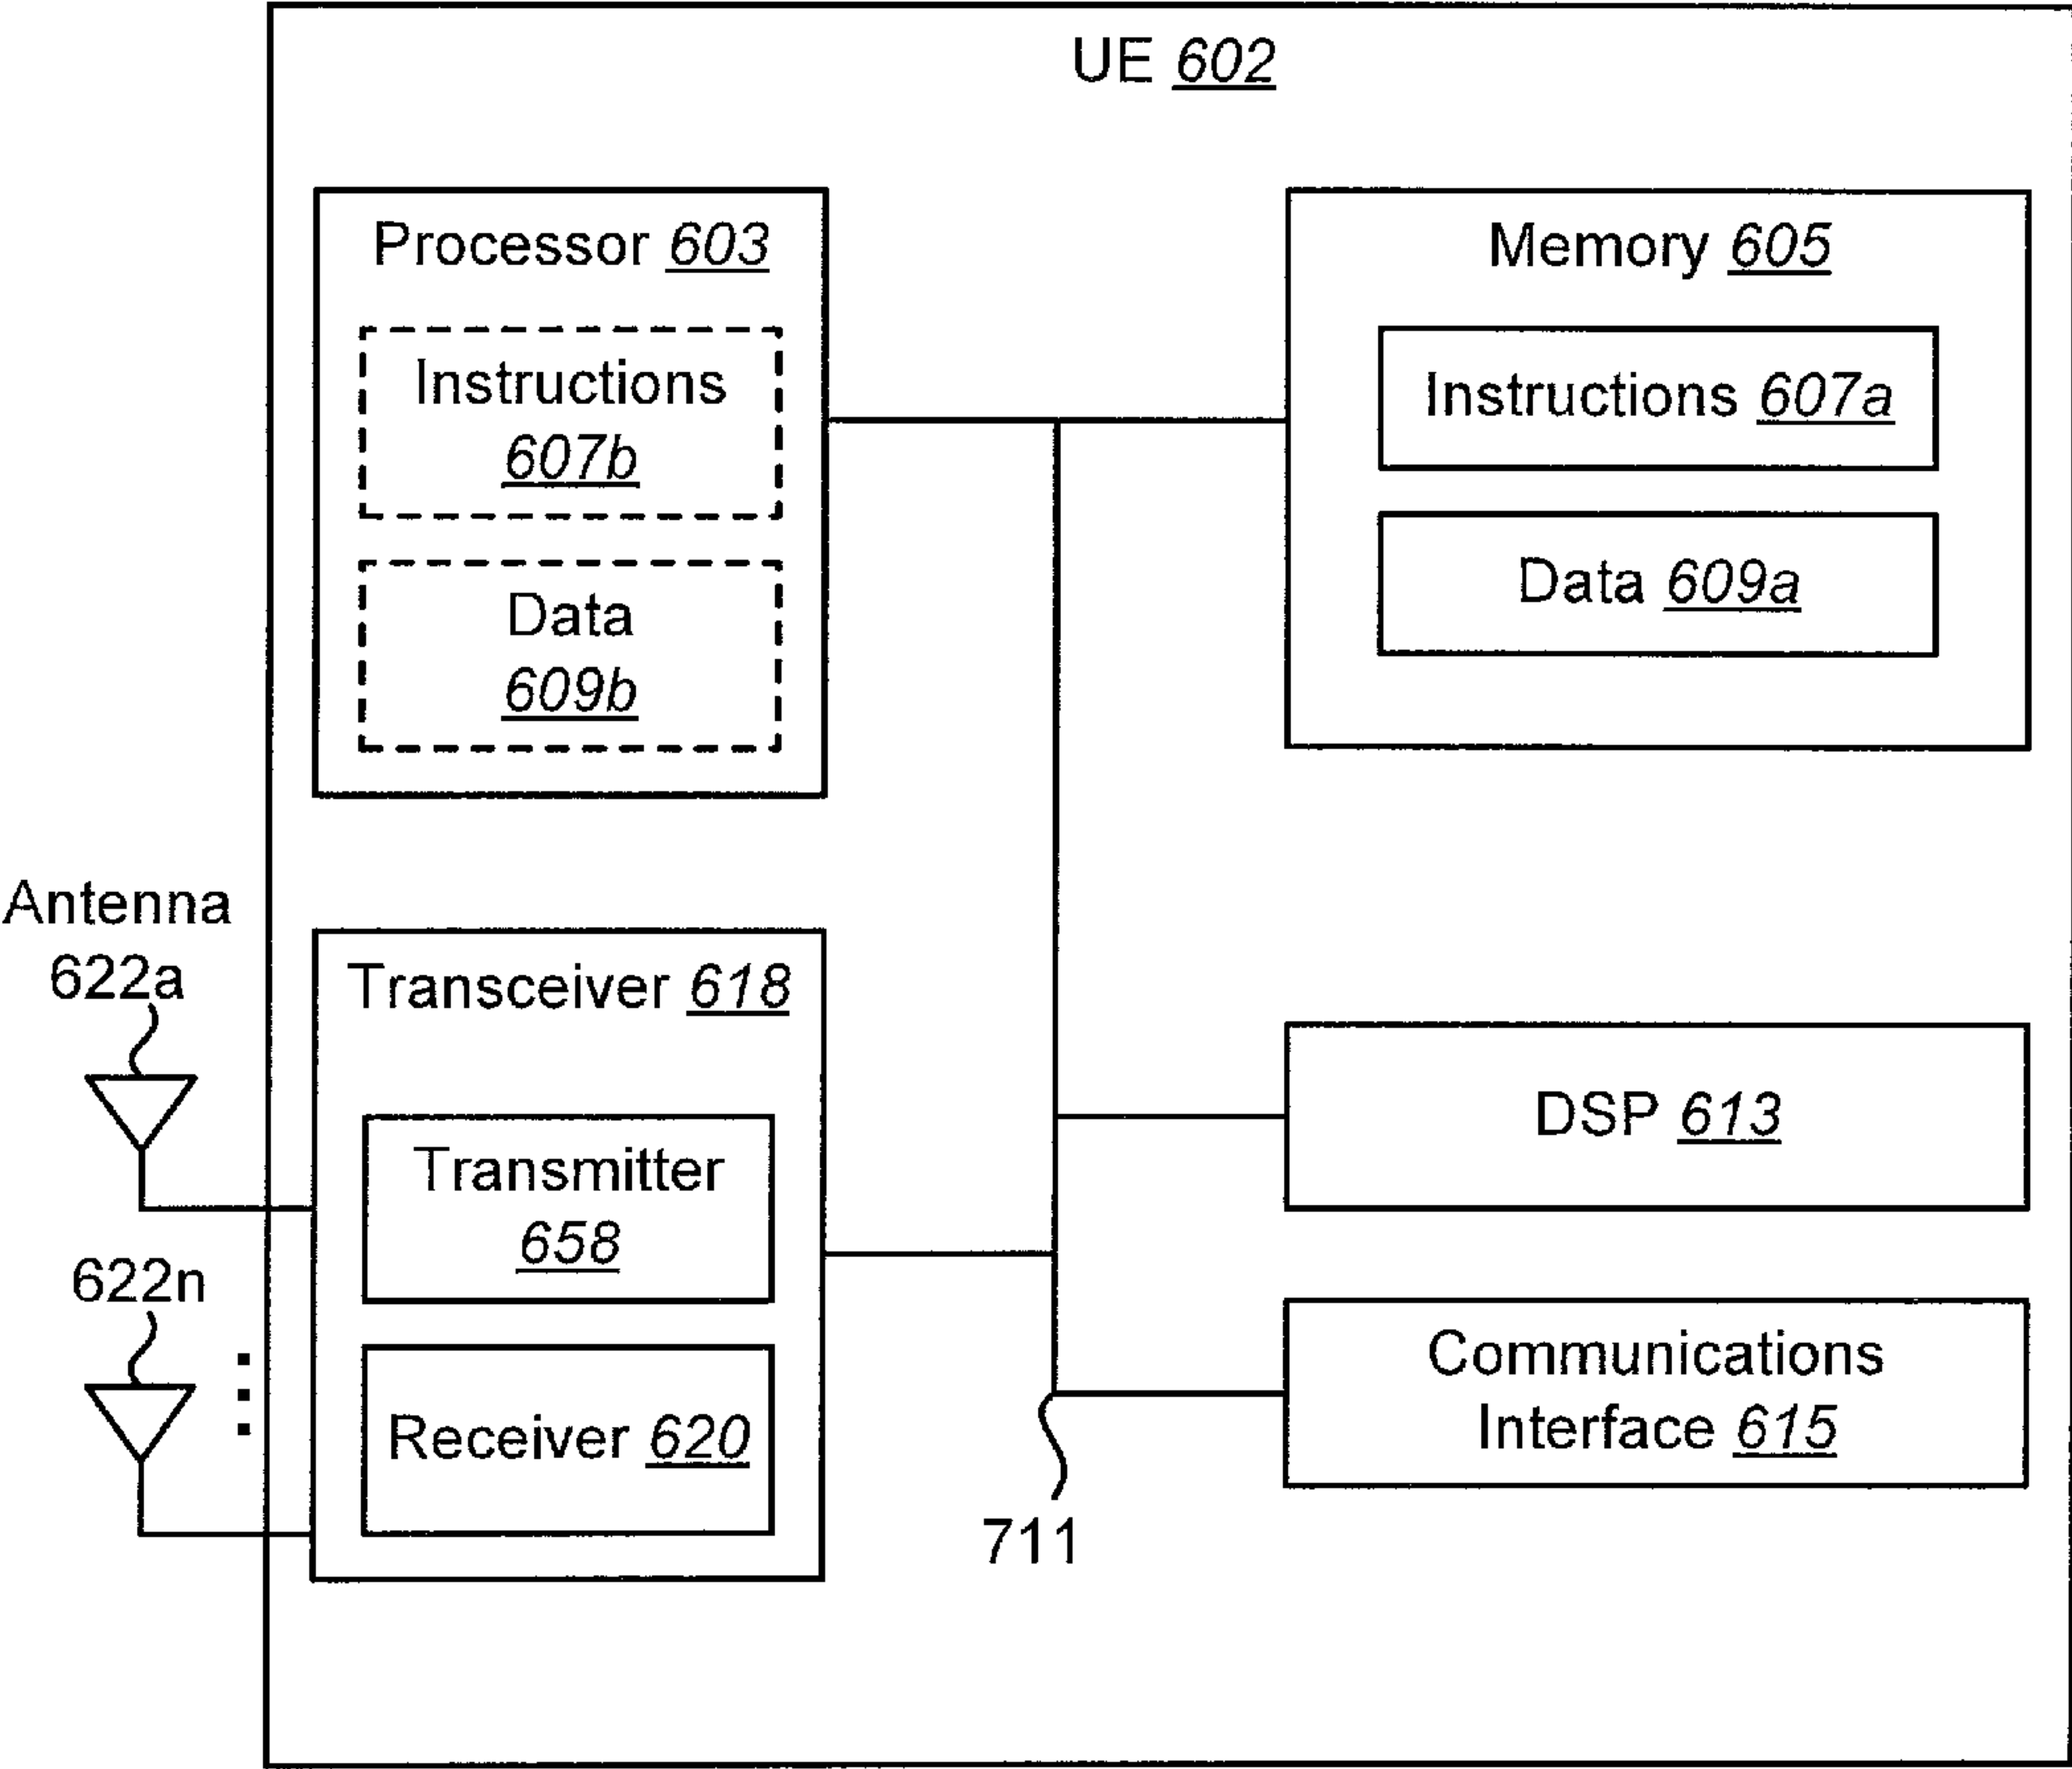 UE 602
Processor 603
Instructions
607b
Data
609b
Memory 605
Instructions 607a
Data 609a
Antenna
622a
622n
Transceiver 618
Transmitter
658
Receiver 620
DSP 613
Communications
Interface 615
711